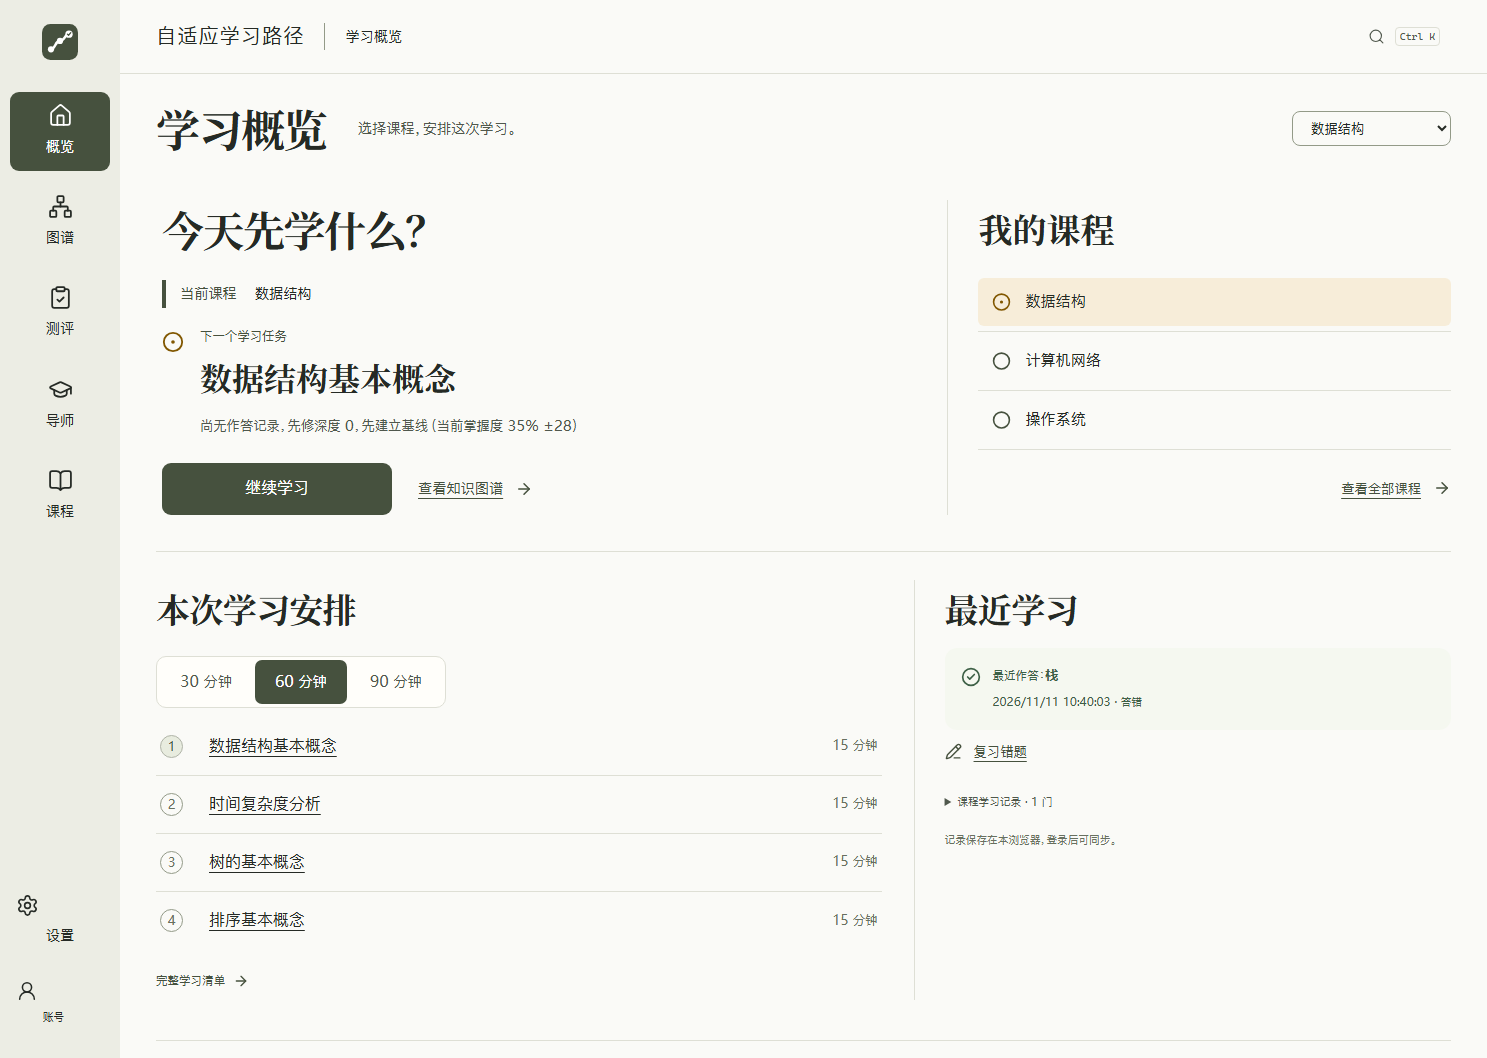 自适应学习路径
学习概览
Ctrl K
概览
图谱
测评
导师
课程
设置
账号
学习概览
选择课程，安排这次学习。
数据结构
今天先学什么？
当前课程 数据结构
下一个学习任务
数据结构基本概念
尚无作答记录，先修深度 0，先建立基线（当前掌握度 35% ±28）
继续学习
查看知识图谱
我的课程
数据结构
计算机网络
操作系统
查看全部课程
本次学习安排
30 分钟 60 分钟 90 分钟
1 数据结构基本概念 15 分钟
2 时间复杂度分析 15 分钟
3 树的基本概念 15 分钟
4 排序基本概念 15 分钟
完整学习清单
最近学习
最近作答：栈
2026/11/11 10:40:03 · 答错
复习错题
课程学习记录 · 1 门
记录保存在本浏览器，登录后可同步。